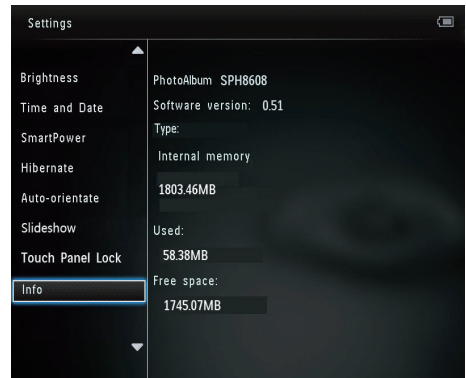 Settings
Brightness
Time and Date
SmartPower
Hibernate
Auto-orientate
Slideshow
Touch Panel Lock
Info
PhotoAlbum SPH8608
Software version: 0.51
Type:
Internal memory
1803.46MB
Used:
58.38MB
Free space:
1745.07MB